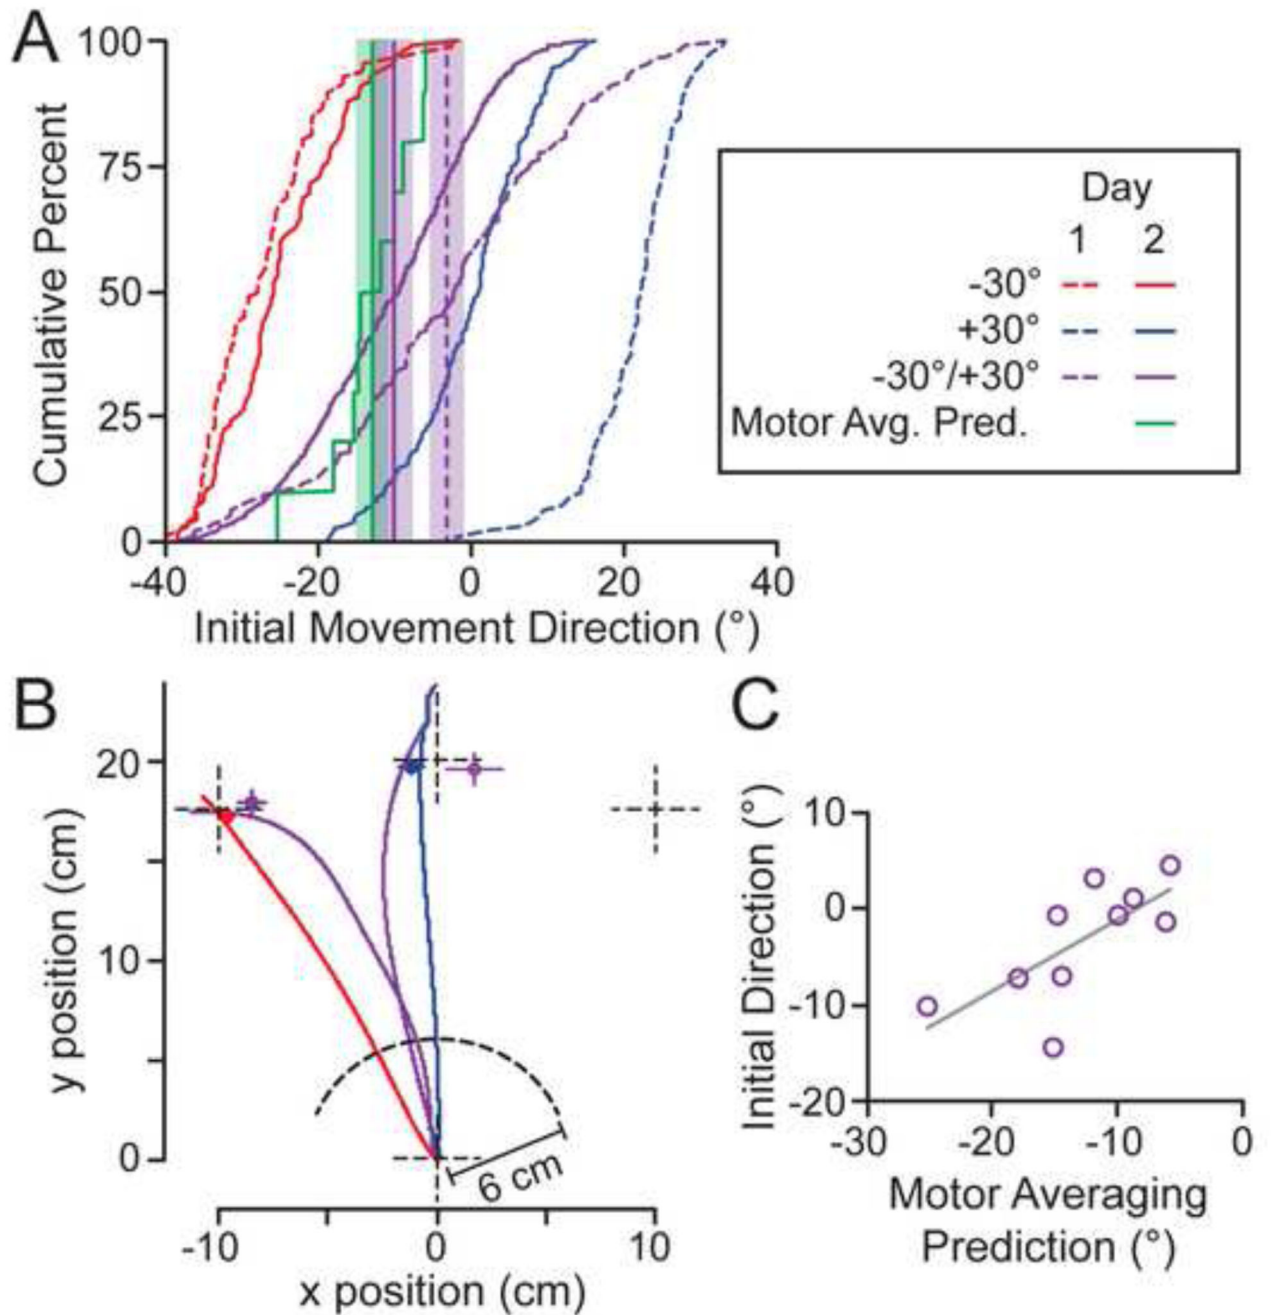 A
Cumulative Percent
100
75
50
25
0
-40 -20 0 20 40
Initial Movement Direction (°)
Day
1 2
-30°
+30°
-30°/+30°
Motor Avg. Pred.
B
y position (cm)
20
10
0
6 cm
-10 0 10
x position (cm)
C
Initial Direction (°)
10
0
-10
-20
-30 -20 -10 0
Motor Averaging
Prediction (°)